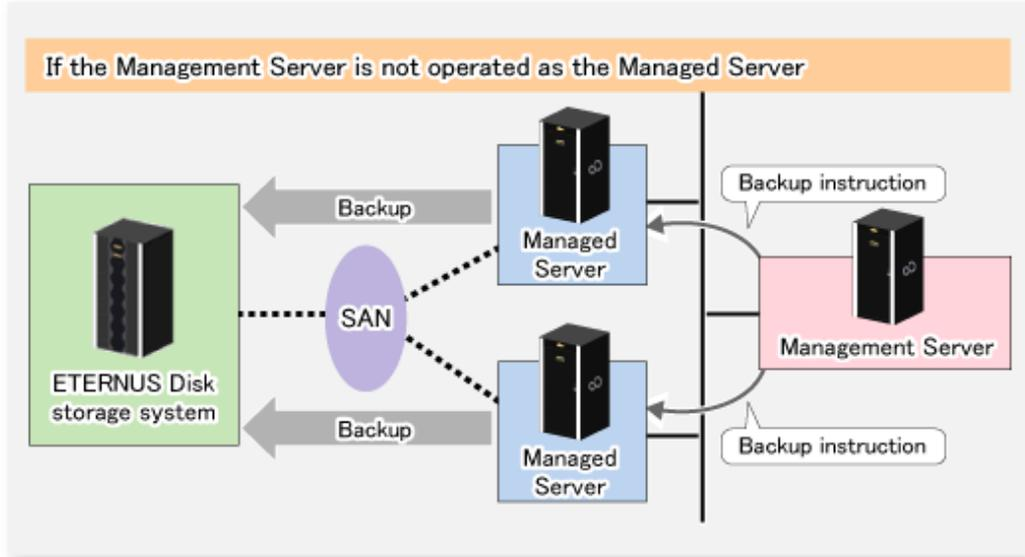 If the Management Server is not operated as the Managed Server
Backup instruction
Backup
Managed
Server
SAN
Management Server
ETERNUS Disk
storage system
Backup
Backup instruction
Managed
Server